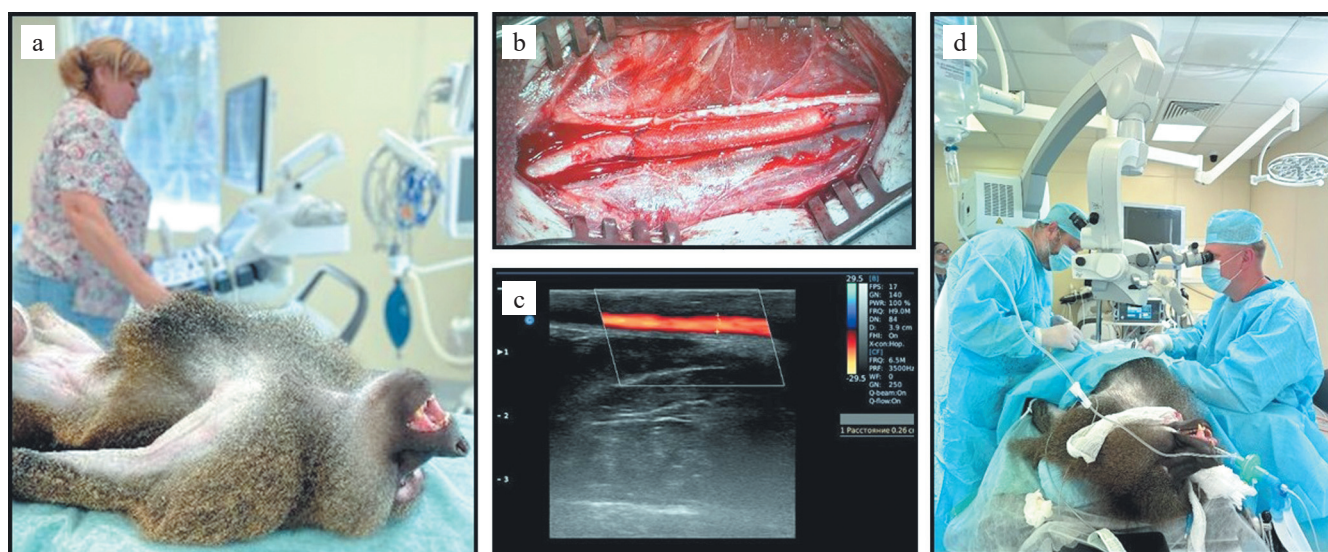 a
b
c
d
1
2
3
29.5
-29.5
[B]
FPS: 17
GN: 140
PWR: 100 %
FRQ: H9.0M
DN: 84
D: 3.9 cm
FHI: On
X-con:Hop.
[CF]
FRQ: 6.5M
PRF: 3500Hz
WF: 0
GN: 250
Q-beam:On
Q-flow:On
1 Расстояние 0.26